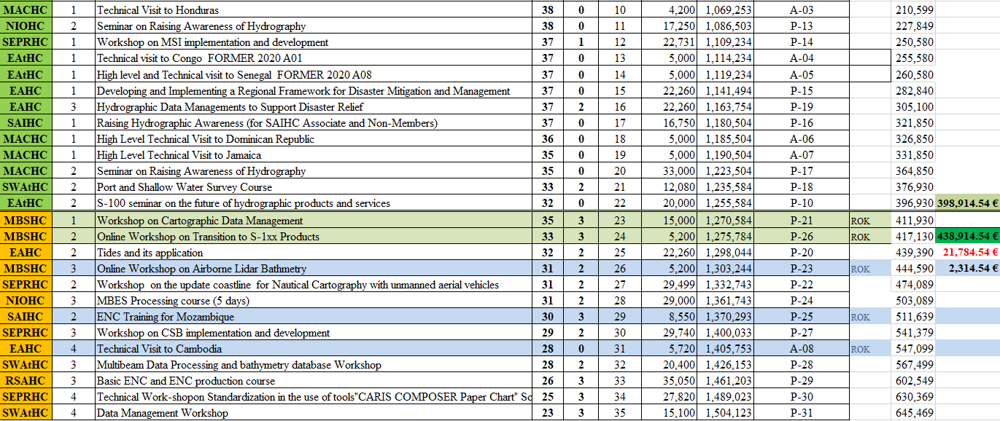 MACHC 1 Technical Visit to Honduras 38 0 10 4,200 1,069,253 A-03 210,599
NIOHC 2 Seminar on Raising Awareness of Hydrography 38 0 11 17,250 1,086,503 P-13 227,849
SEPRHC 1 Workshop on MSI implementation and development 37 1 12 22,731 1,109,234 P-14 250,580
EAtHC 1 Technical visit to Congo FORMER 2020 A01 37 0 13 5,000 1,114,234 A-04 255,580
EAtHC 1 High level and Technical visit to Senegal FORMER 2020 A08 37 0 14 5,000 1,119,234 A-05 260,580
EAHC 1 Developing and Implementing a Regional Framework for Disaster Mitigation and Management 37 0 15 22,260 1,141,494 P-15 282,840
EAHC 3 Hydrographic Data Managements to Support Disaster Relief 37 2 16 22,260 1,163,754 P-19 305,100
SAIHC 1 Raising Hydrographic Awareness (for SAIHC Associate and Non-Members) 37 0 17 16,750 1,180,504 P-16 321,850
MACHC 1 High Level Technical Visit to Dominican Republic 36 0 18 5,000 1,185,504 A-06 326,850
MACHC 1 High Level Technical Visit to Jamaica 35 0 19 5,000 1,190,504 A-07 331,850
MACHC 2 Seminar on Raising Awareness of Hydrography 35 0 20 33,000 1,223,504 P-17 364,850
SWAtHC 2 Port and Shallow Water Survey Course 33 2 21 12,080 1,235,584 P-18 376,930
EAtHC 2 S-100 seminar on the future of hydrographic products and services 32 0 22 20,000 1,255,584 P-10 396,930 398,914.54 €
MBSHC 1 Workshop on Cartographic Data Management 35 3 23 15,000 1,270,584 P-21 ROK 411,930
MBSHC 2 Online Workshop on Transition to S-1xx Products 33 3 24 5,200 1,275,784 P-26 ROK 417,130 438,914.54 €
EAHC 2 Tides and its application 32 2 25 22,260 1,298,044 P-20 439,390 21,784.54 €
MBSHC 3 Online Workshop on Airborne Lidar Bathmetry 31 2 26 5,200 1,303,244 P-23 ROK 444,590 2,314.54 €
SEPRHC 2 Workshop on the update coastline for Nautical Cartography with unmanned aerial vehicles 31 2 27 29,499 1,332,743 P-22 474,089
NIOHC 3 MBES Processing course (5 days) 31 2 28 29,000 1,361,743 P-24 503,089
SAIHC 2 ENC Training for Mozambique 30 3 29 8,550 1,370,293 P-25 ROK 511,639
SEPRHC 3 Workshop on CSB implementation and development 29 2 30 29,740 1,400,033 P-27 541,379
EAHC 4 Technical Visit to Cambodia 28 0 31 5,720 1,405,753 A-08 ROK 547,099
SWAtHC 3 Multibeam Data Processing and bathymetry database Workshop 28 2 32 20,400 1,426,153 P-28 567,499
RSAHC 3 Basic ENC and ENC production course 26 3 33 35,050 1,461,203 P-29 602,549
SEPRHC 4 Technical Work-shopon Standardization in the use of tools"CARIS COMPOSER Paper Chart" So 25 3 34 27,820 1,489,023 P-30 630,369
SWAtHC 4 Data Management Workshop 23 3 35 15,100 1,504,123 P-31 645,469